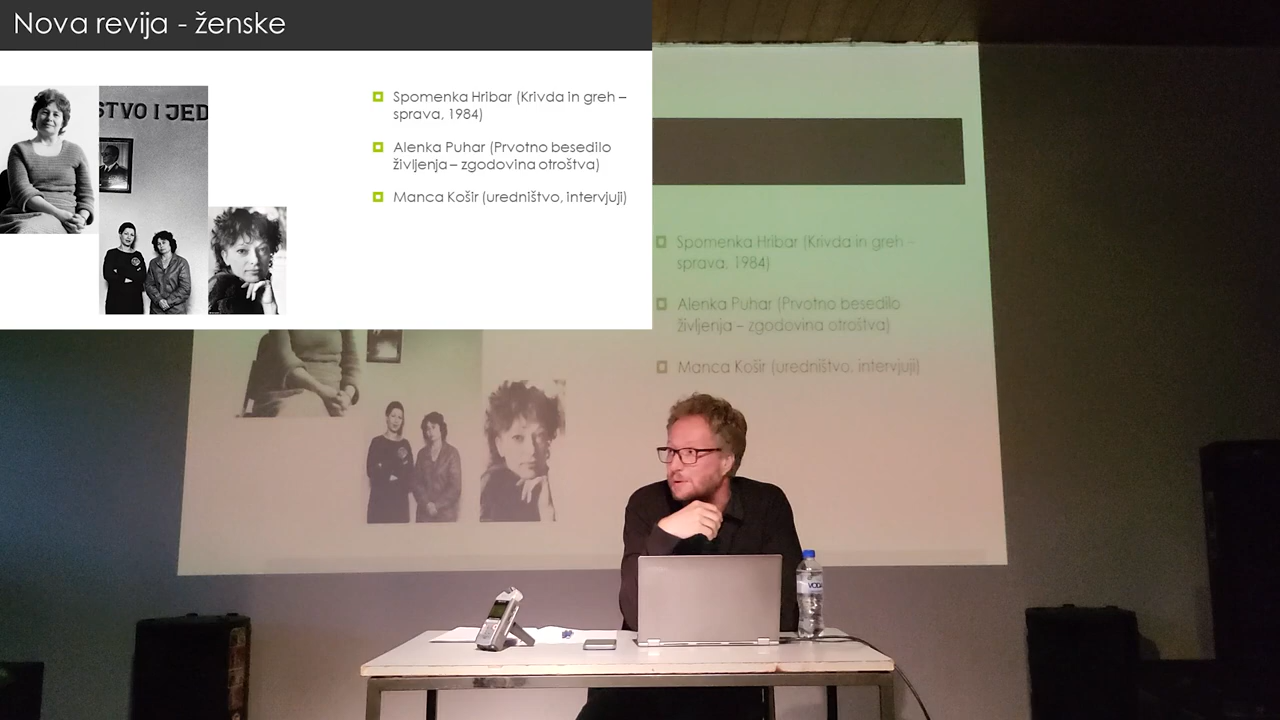 Nova revija - ženske
STVO I JED
Spomenka Hribar (Krivda in greh –
sprava, 1984)
Alenka Puhar (Prvotno besedilo
življenja – zgodovina otroštva)
Manca Košir (uredništvo, intervjuji)
Spomenka Hribar (Krivda in greh –
sprava, 1984)
Alenka Puhar (Prvotno besedilo
življenja – zgodovina otroštva)
Manca Košir (uredništvo, intervjuji)
VODA